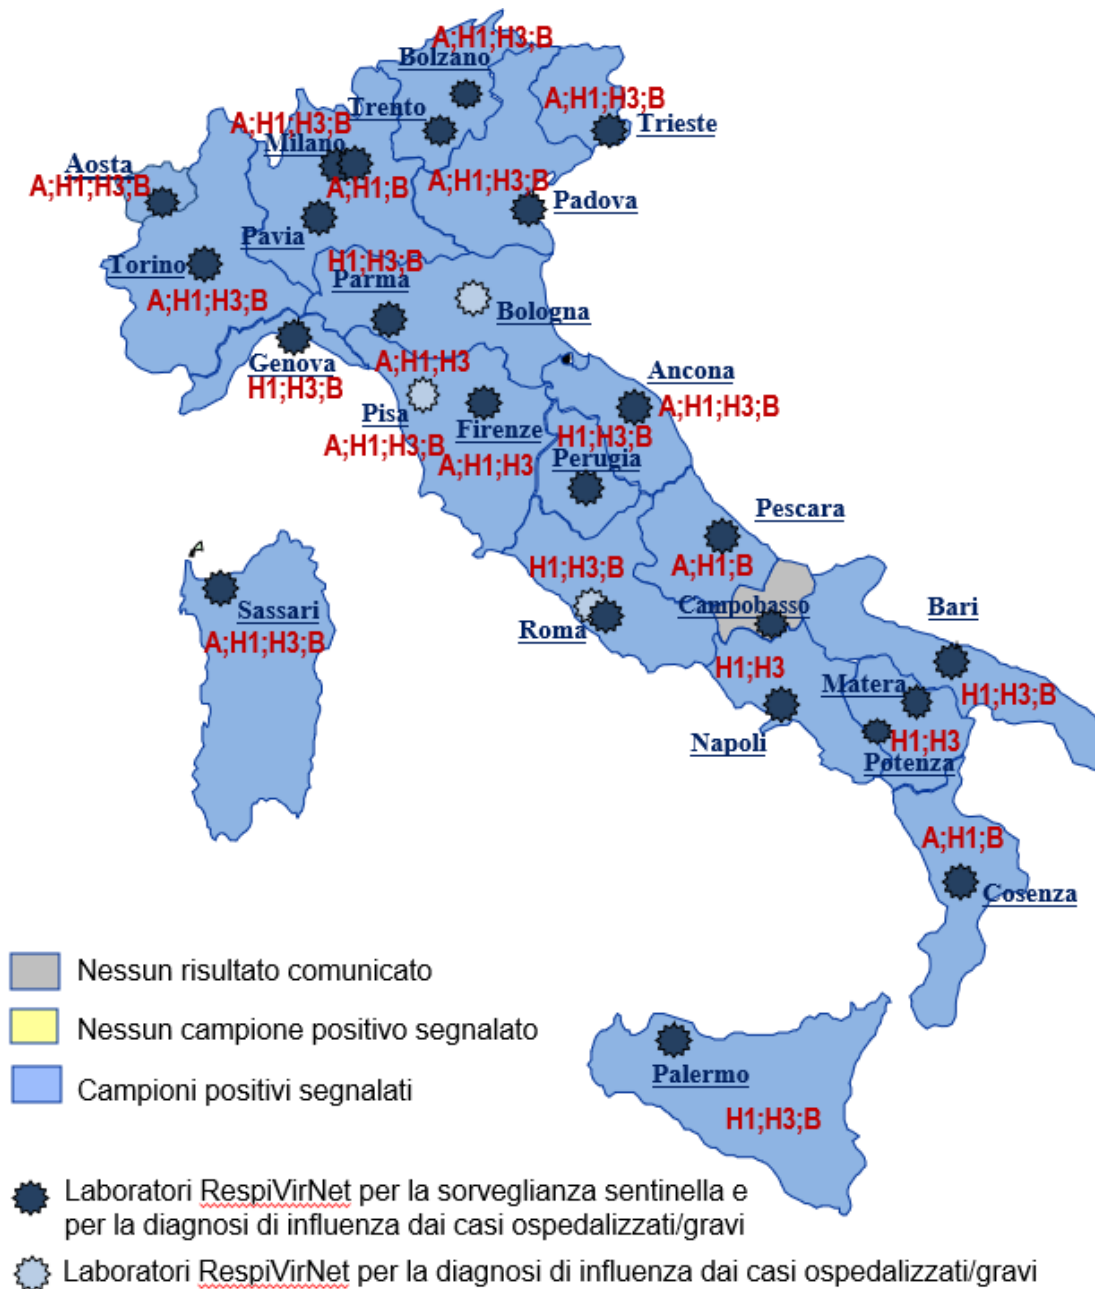 A;H1;H3;B
Bolzano
Trento
A;H1;H3;B
Trieste
A;H1;H3;B
Milano
Aosta
A;H1;H3;B
A;H1;B
A;H1;H3;B
Padova
Pavia
Torino
A;H1;H3;B
H1;H3;B
Parma
Bologna
Genova
H1;H3;B
A;H1;H3
Pisa
A;H1;H3;B
Firenze
A;H1;H3
Ancona
A;H1;H3;B
H1;H3;B
Perugia
Pescara
A;H1;B
H1;H3;B
Roma
Campobasso
Sassari
A;H1;H3;B
Bari
H1;H3;B
H1;H3
Napoli
Matera
H1;H3
Potenza
A;H1;B
Cosenza
Palermo
H1;H3;B
Nessun risultato comunicato
Nessun campione positivo segnalato
Campioni positivi segnalati
Laboratori RespiVirNet per la sorveglianza sentinella e
per la diagnosi di influenza dai casi ospedalizzati/gravi
Laboratori RespiVirNet per la diagnosi di influenza dai casi ospedalizzati/gravi